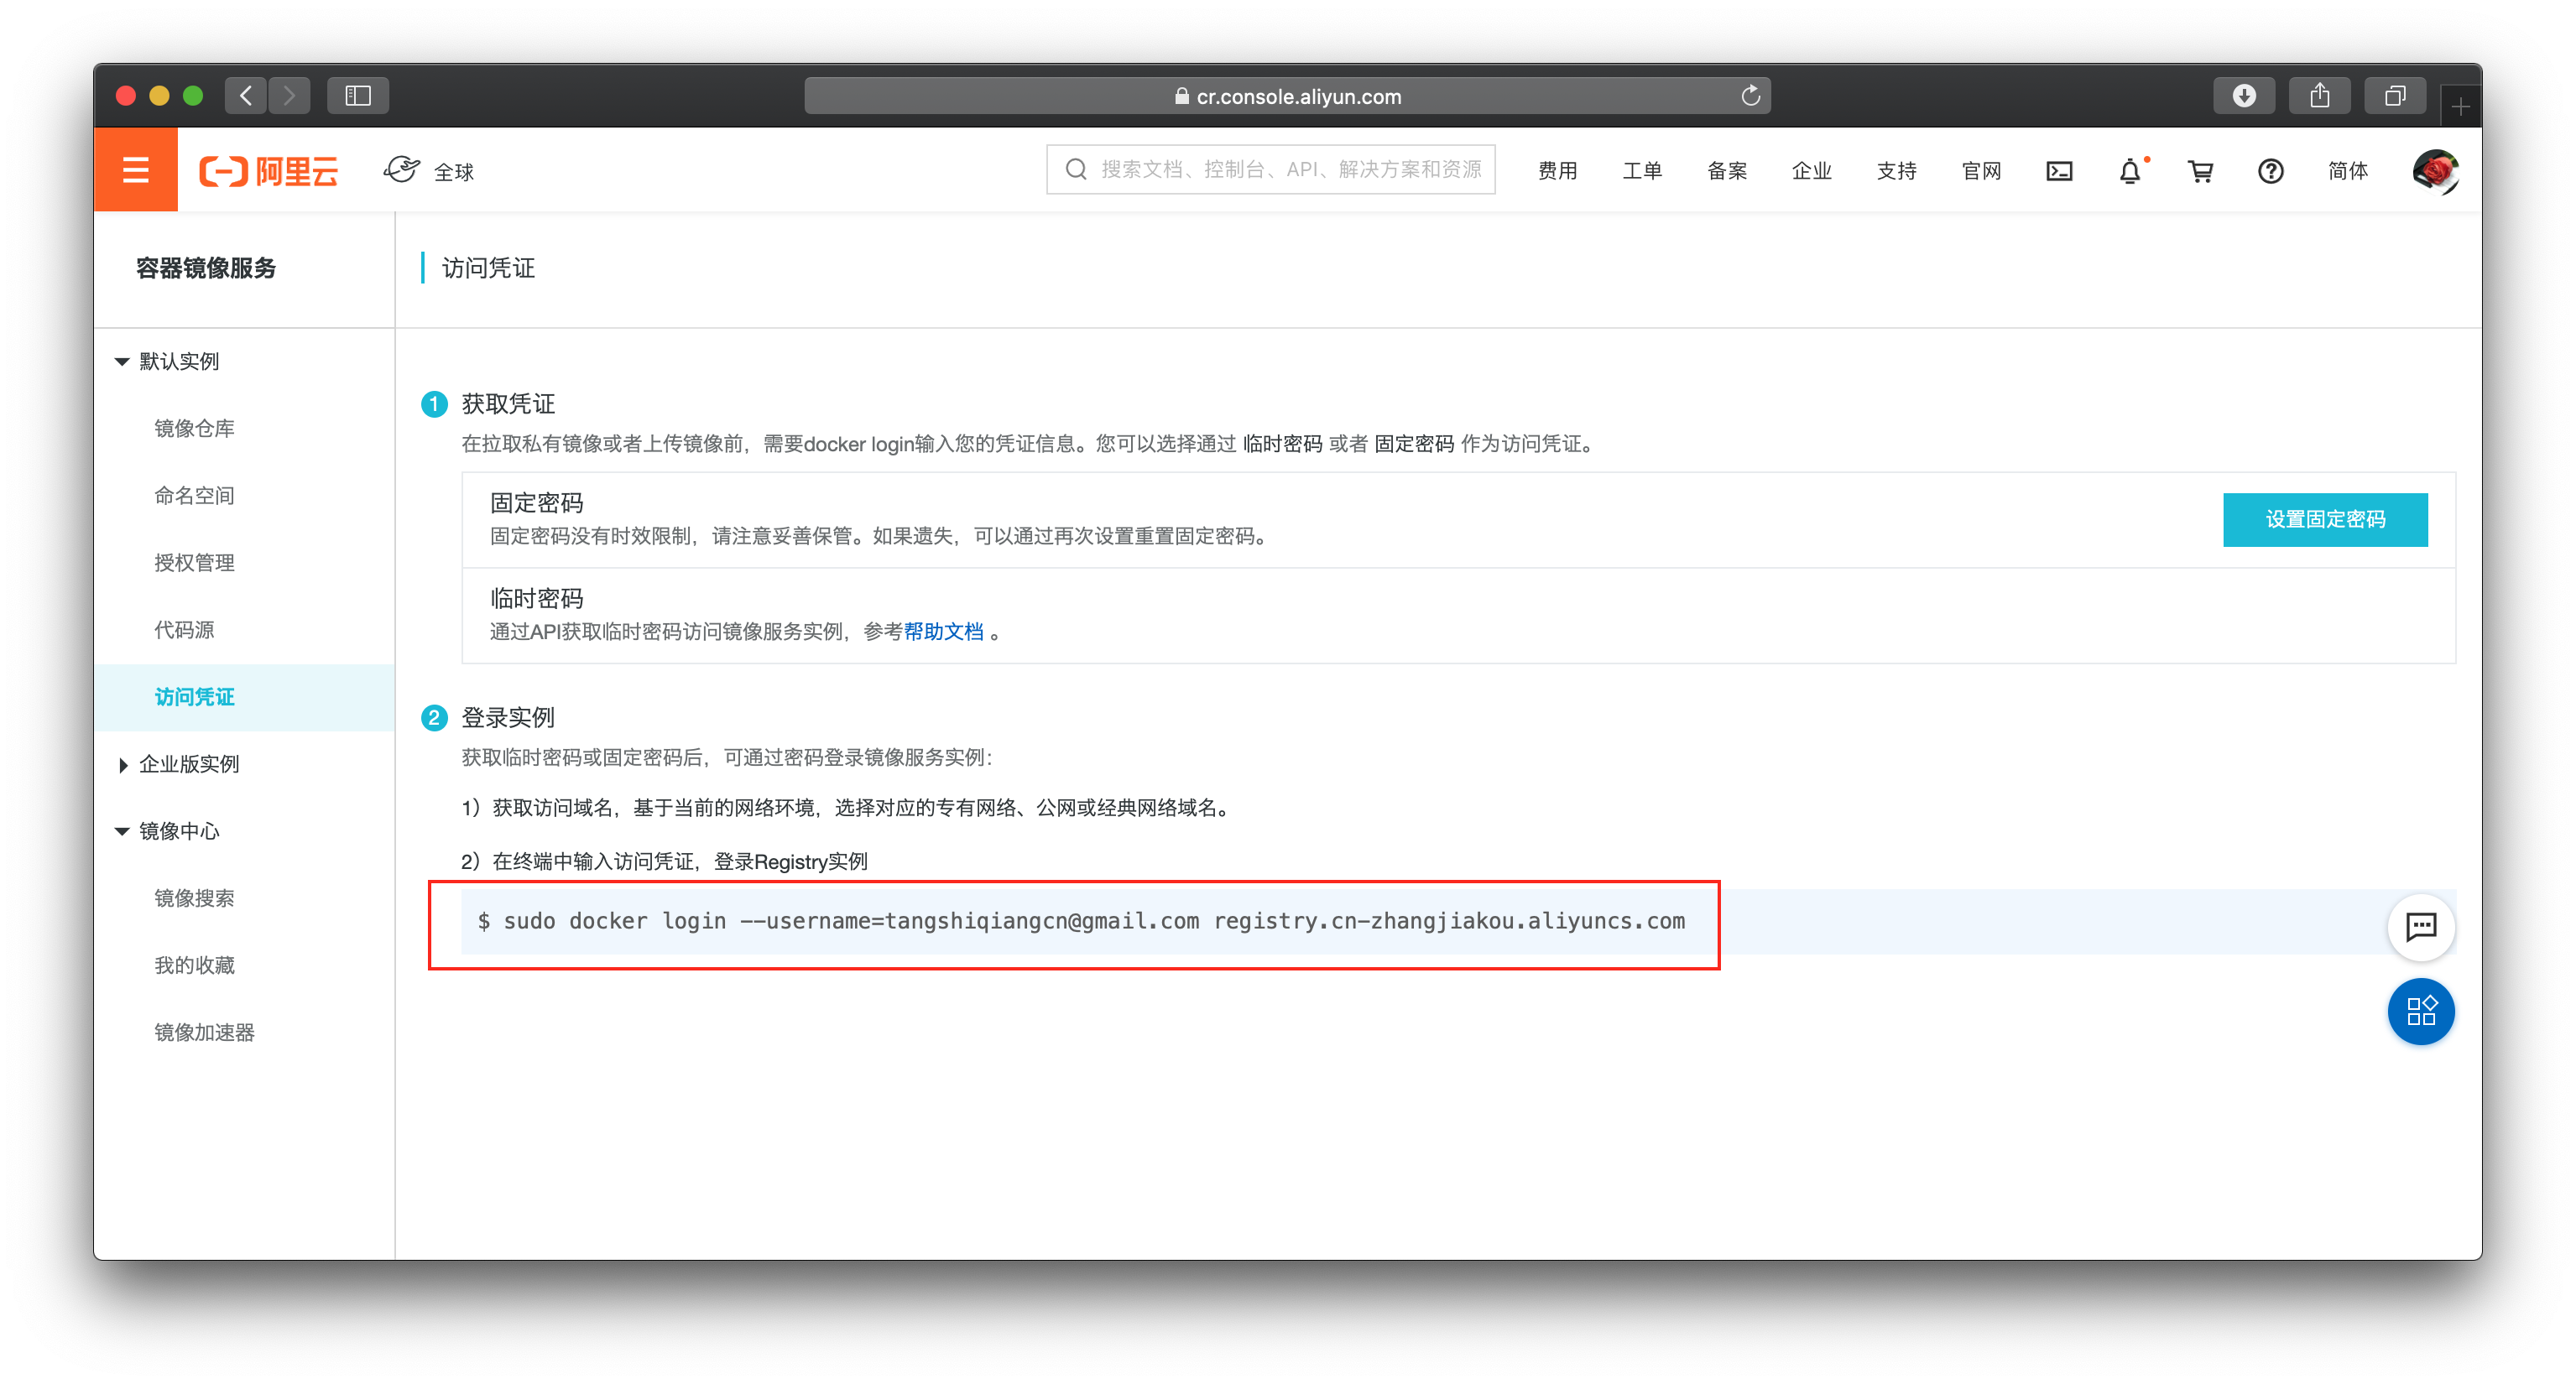 cr.console.aliyun.com
阿里云
全球
搜索文档、控制台、API、解决方案和资源
费用
工单
备案
企业
支持
官网
简体
容器镜像服务
默认实例
镜像仓库
命名空间
授权管理
代码源
访问凭证
企业版实例
镜像中心
镜像搜索
我的收藏
镜像加速器
访问凭证
1 获取凭证
在拉取私有镜像或者上传镜像前，需要docker login输入您的凭证信息。您可以选择通过 临时密码 或者 固定密码 作为访问凭证。
固定密码
固定密码没有时效限制，请注意妥善保管。如果遗失，可以通过再次设置重置固定密码。
设置固定密码
临时密码
通过API获取临时密码访问镜像服务实例，参考帮助文档 。
2 登录实例
获取临时密码或固定密码后，可通过密码登录镜像服务实例：
1）获取访问域名，基于当前的网络环境，选择对应的专有网络、公网或经典网络域名。
2）在终端中输入访问凭证，登录Registry实例
$ sudo docker login --username=tangshiqiangcn@gmail.com registry.cn-zhangjiakou.aliyuncs.com